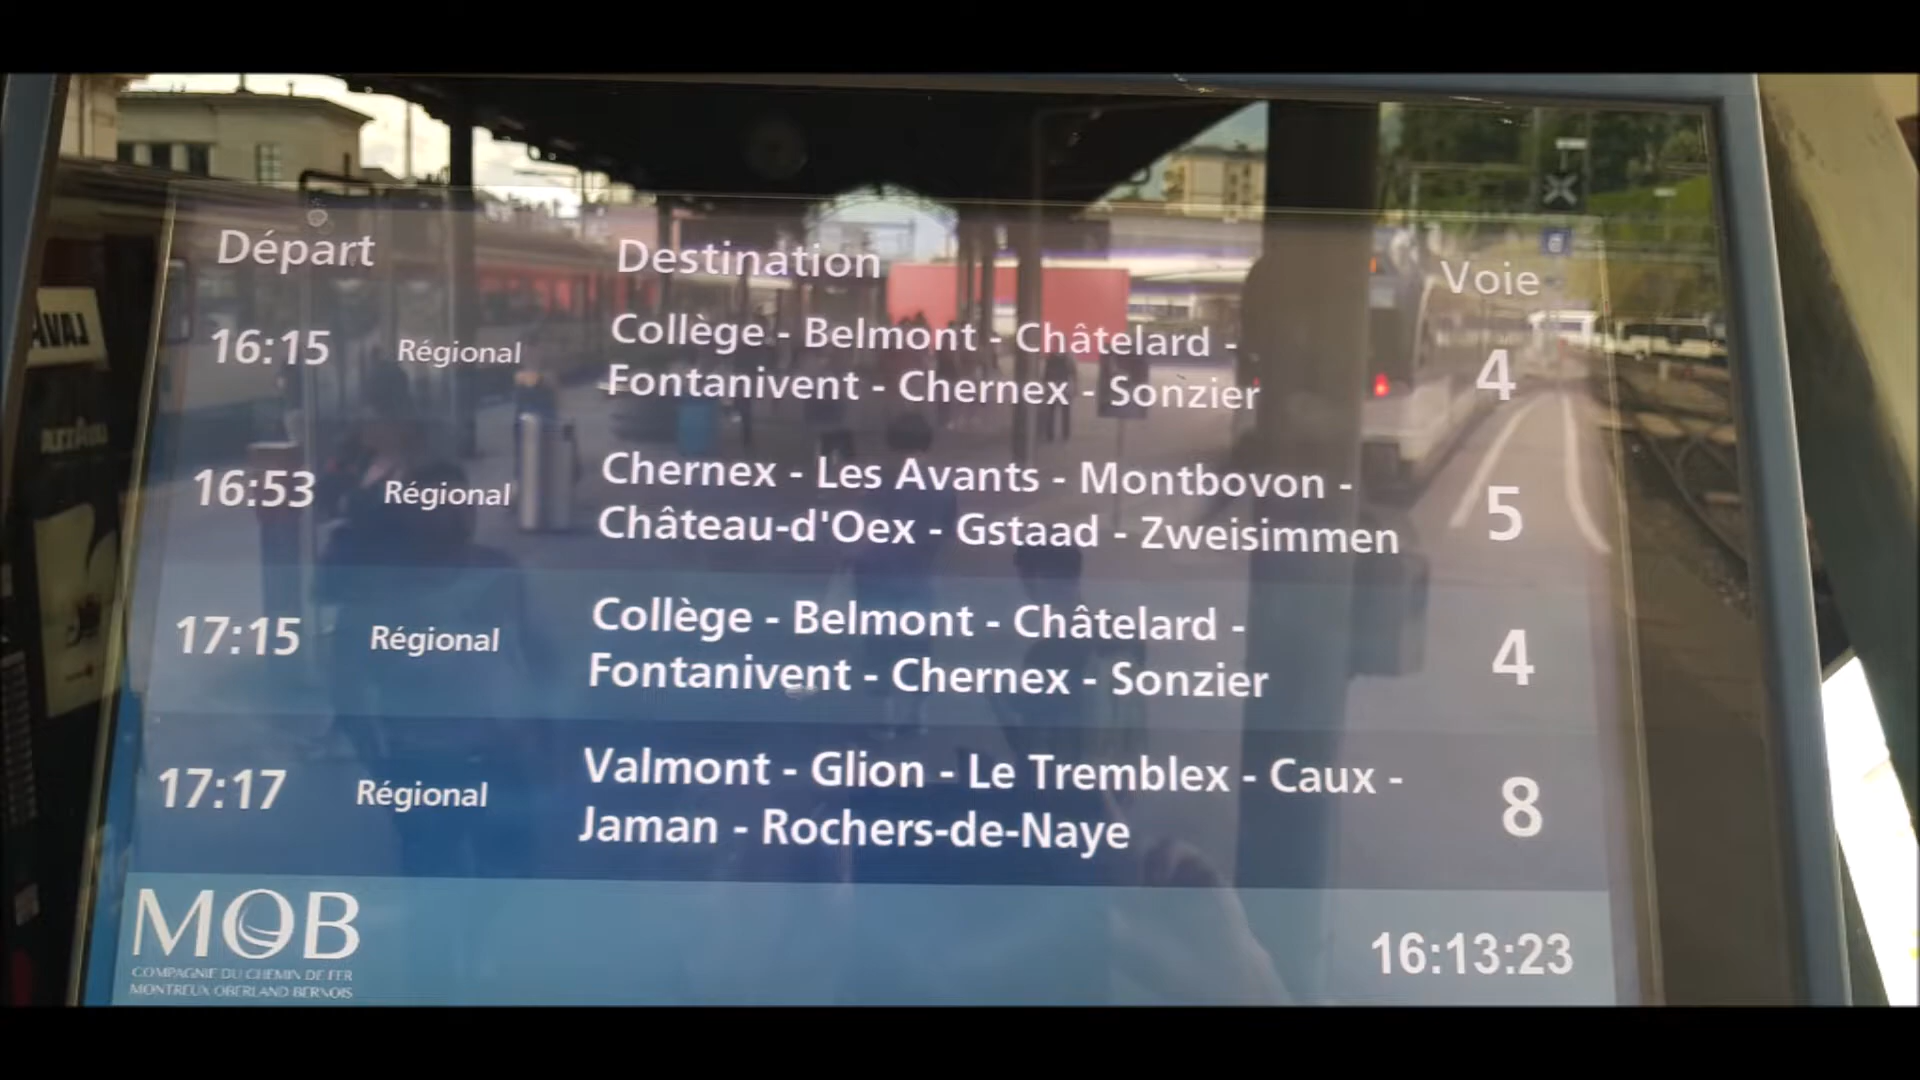 Départ Destination Voie
16:15 Régional Collège - Belmont - Châtelard - 4
Fontanivent - Chernex - Sonzier
16:53 Régional Chernex - Les Avants - Montbovon - 5
Château-d'Oex - Gstaad - Zweisimmen
17:15 Régional Collège - Belmont - Châtelard - 4
Fontanivent - Chernex - Sonzier
17:17 Régional Valmont - Glion - Le Tremblex - Caux - 8
Jaman - Rochers-de-Naye
MOB
COMPAGNIE DU CHEMIN DE FER
MONTREUX OBERLAND BERNOIS
16:13:23